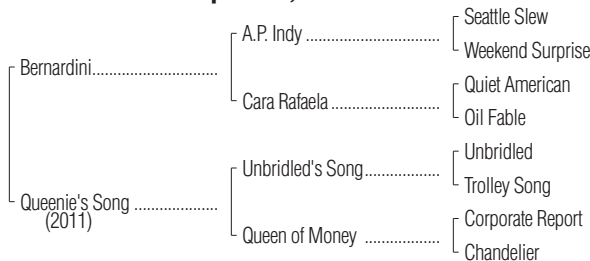 Seattle Slew
A.P. Indy
Weekend Surprise
Bernardini
Quiet American
Cara Rafaela
Oil Fable
Unbridled
Unbridled's Song
Trolley Song
Queenie's Song
(2011)
Corporate Report
Queen of Money
Chandelier